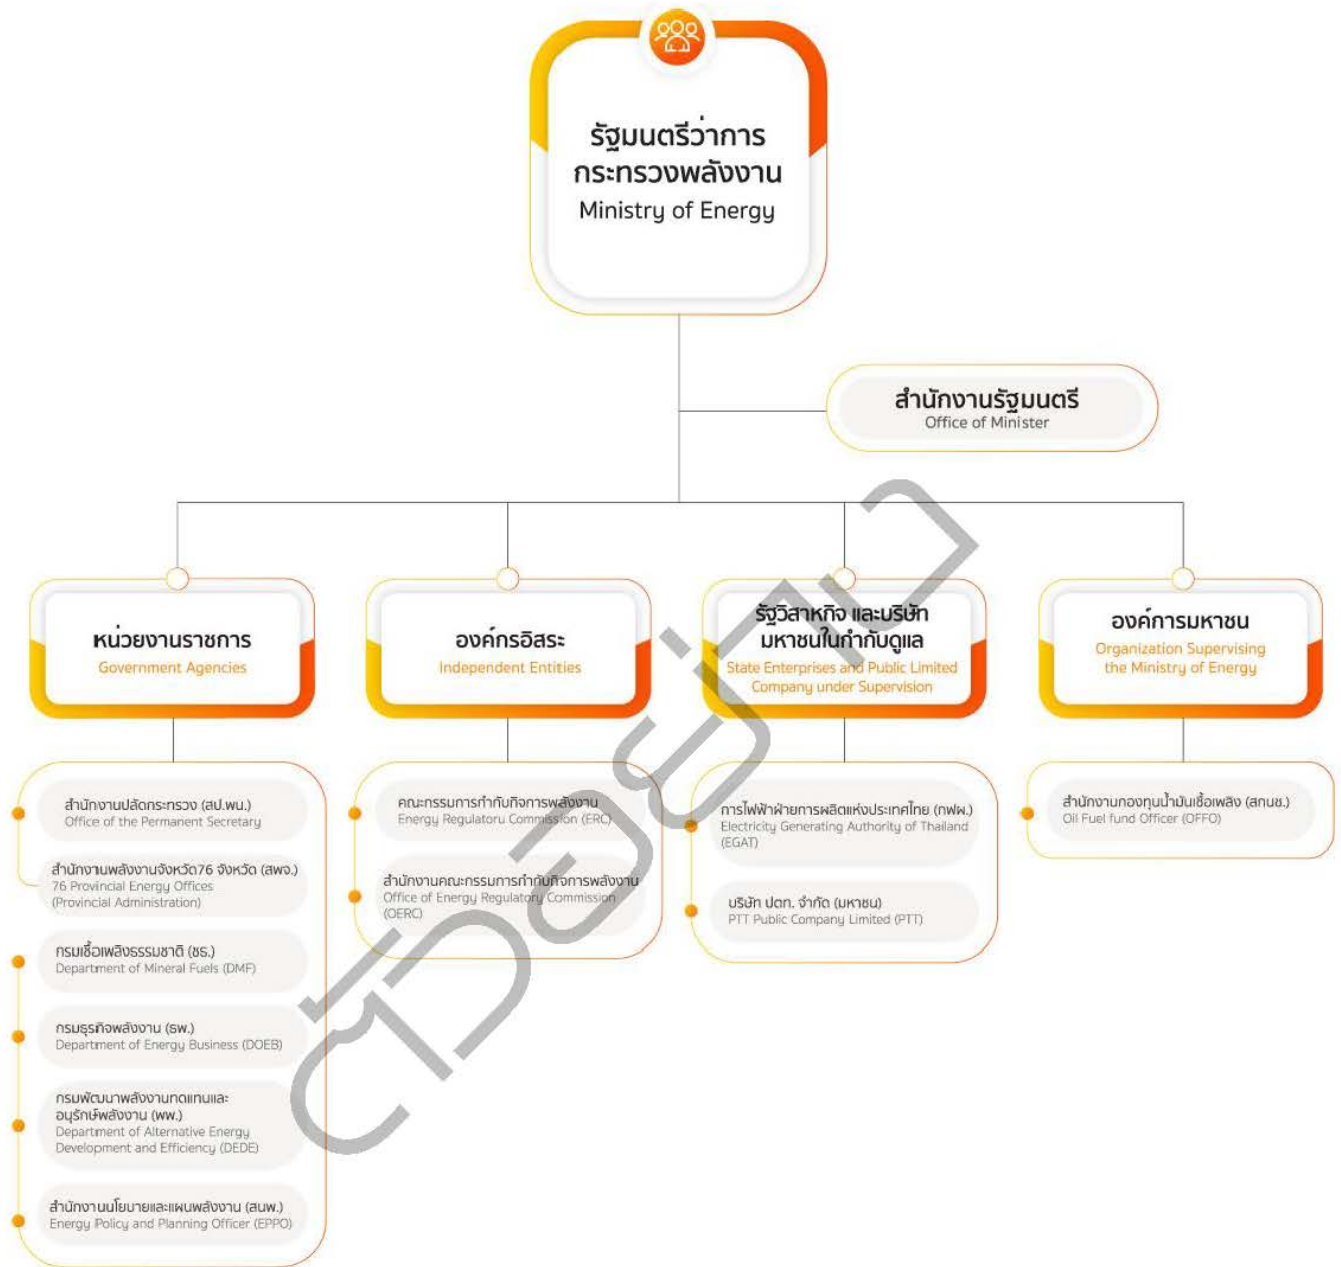 รัฐมนตรีว่าการ
กระทรวงพลังงาน
Ministry of Energy
สำนักงานรัฐมนตรี
Office of Minister
หน่วยงานราชการ
Government Agencies
องค์กรอิสระ
Independent Entities
รัฐวิสาหกิจ และบริษัท
มหาชนในกำกับดูแล
State Enterprises and Public Limited
Company under Supervision
องค์การมหาชน
Organization Supervising
the Ministry of Energy
สำนักงานปลัดกระทรวง (สป.พน.)
Office of the Permanent Secretary
สำนักงานพลังงานจังหวัด76 จังหวัด (สพจ.)
76 Provincial Energy Offices
(Provincial Administration)
กรมเชื้อเพลิงธรรมชาติ (ชธ.)
Department of Mineral Fuels (DMF)
กรมธุรกิจพลังงาน (ธพ.)
Department of Energy Business (DOEB)
กรมพัฒนาพลังงานทดแทนและ
อนุรักษ์พลังงาน (พพ.)
Department of Alternative Energy
Development and Efficiency (DEDE)
สำนักงานนโยบายและแผนพลังงาน (สนพ.)
Energy Policy and Planning Officer (EPPO)
คณะกรรมการกำกับกิจการพลังงาน
Energy Regulatoru Commission (ERC)
สำนักงานคณะกรรมการกำกับกิจการพลังงาน
Office of Energy Regulatory Commission
(OERC)
การไฟฟ้าฝ่ายการผลิตแห่งประเทศไทย (กฟผ.)
Electricity Generating Authority of Thailand
(EGAT)
บริษัท ปตท. จำกัด (มหาชน)
PTT Public Company Limited (PTT)
สำนักงานกองทุนน้ำมันเชื้อเพลิง (สกนช.)
Oil Fuel fund Officer (OFFO)
ตัวอย่าง